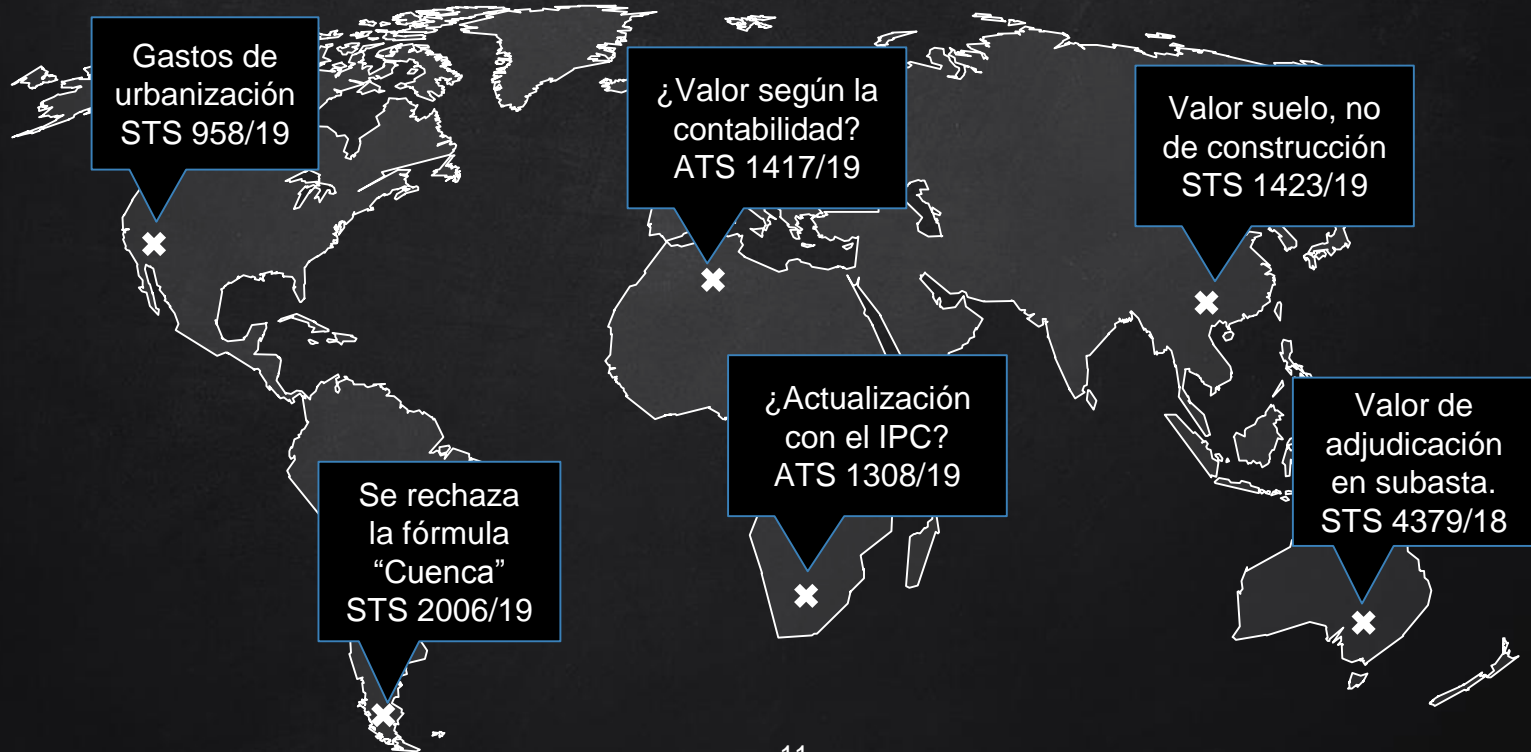 Gastos de
urbanización
STS 958/19
¿Valor según la
contabilidad?
ATS 1417/19
Valor suelo, no
de construcción
STS 1423/19
Se rechaza
la fórmula
“Cuenca”
STS 2006/19
¿Actualización
con el IPC?
ATS 1308/19
Valor de
adjudicación
en subasta.
STS 4379/18
11